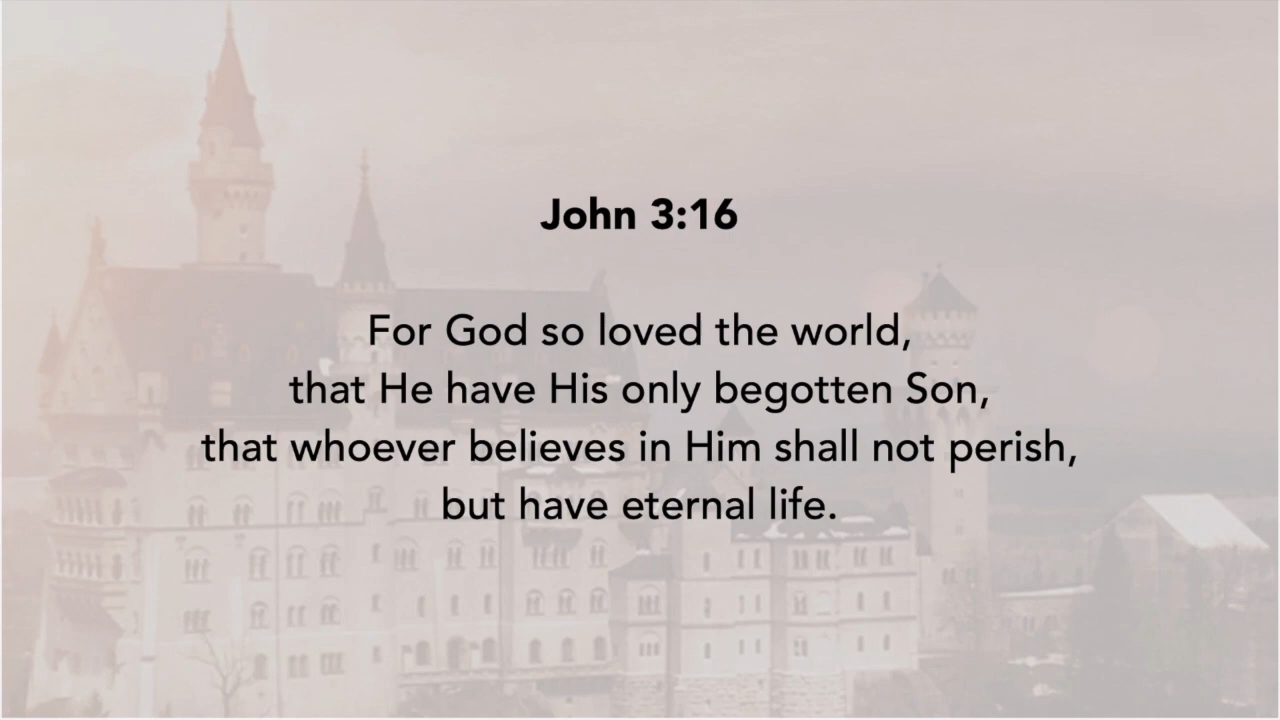 John 3:16
For God so loved the world,
that He have His only begotten Son,
that whoever believes in Him shall not perish,
but have eternal life.